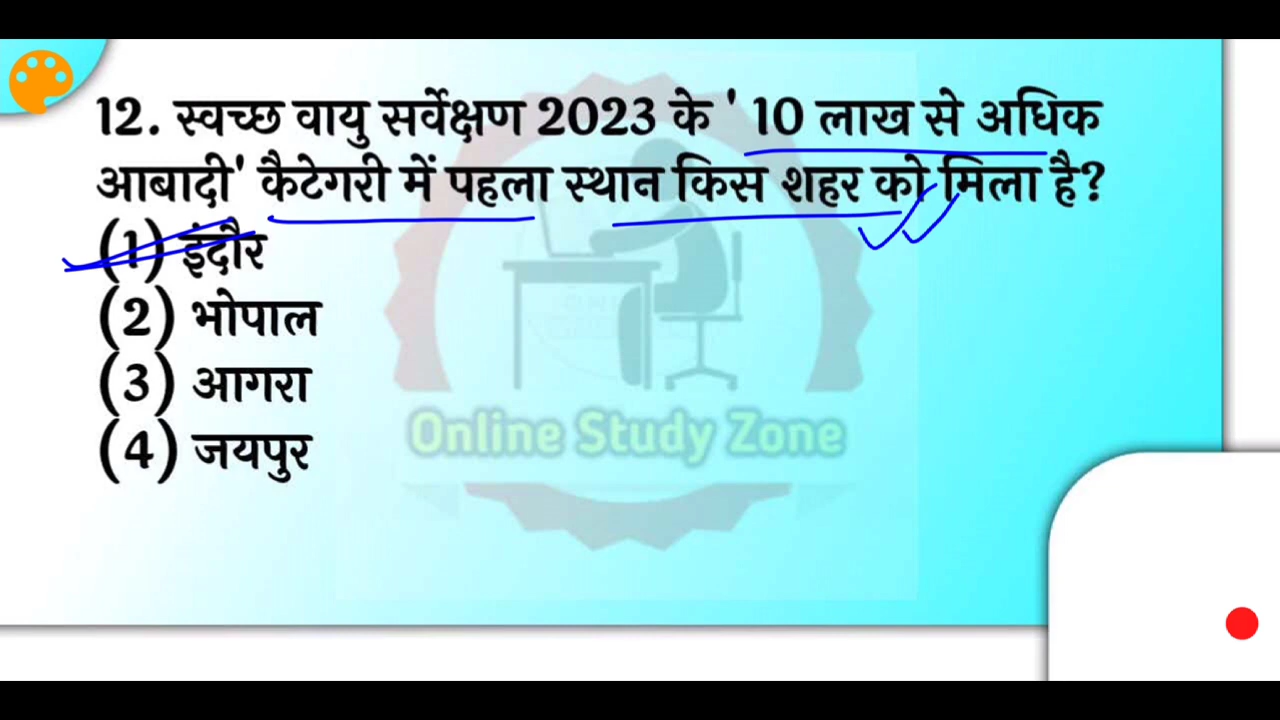 12. स्वच्छ वायु सर्वेक्षण 2023 के ' 10 लाख से अधिक
आबादी' कैटेगरी में पहला स्थान किस शहर को मिला है?
(1) इंदौर
(2) भोपाल
(3) आगरा
(4) जयपुर
Online Study Zone